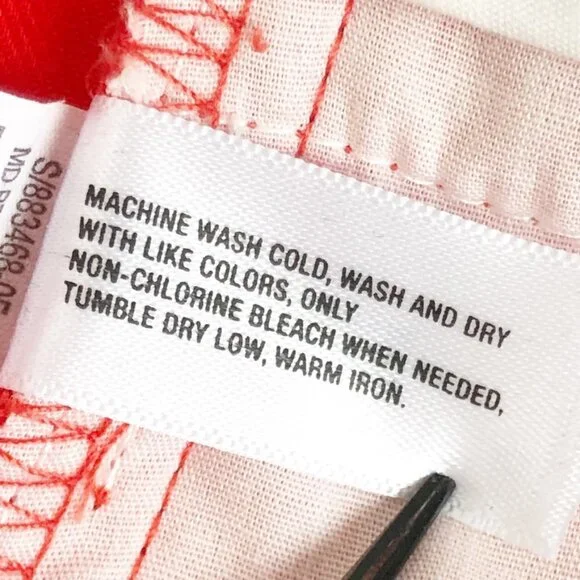 MACHINE WASH COLD, WASH AND DRY
WITH LIKE COLORS, ONLY
NON-CHLORINE BLEACH WHEN NEEDED,
TUMBLE DRY LOW, WARM IRON.